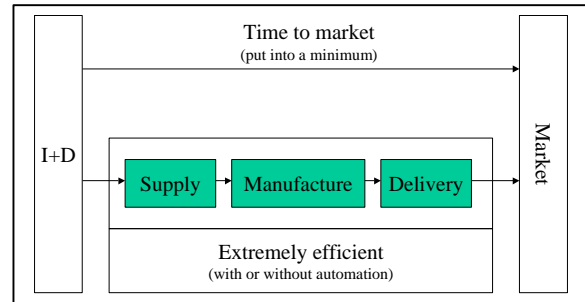 Time to market
(put into a minimum)
I+D
Supply
Manufacture
Delivery
Market
Extremely efficient
(with or without automation)